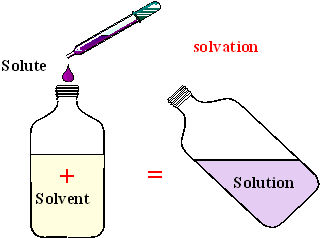 solvation
Solute
+
Solvent
=
Solution